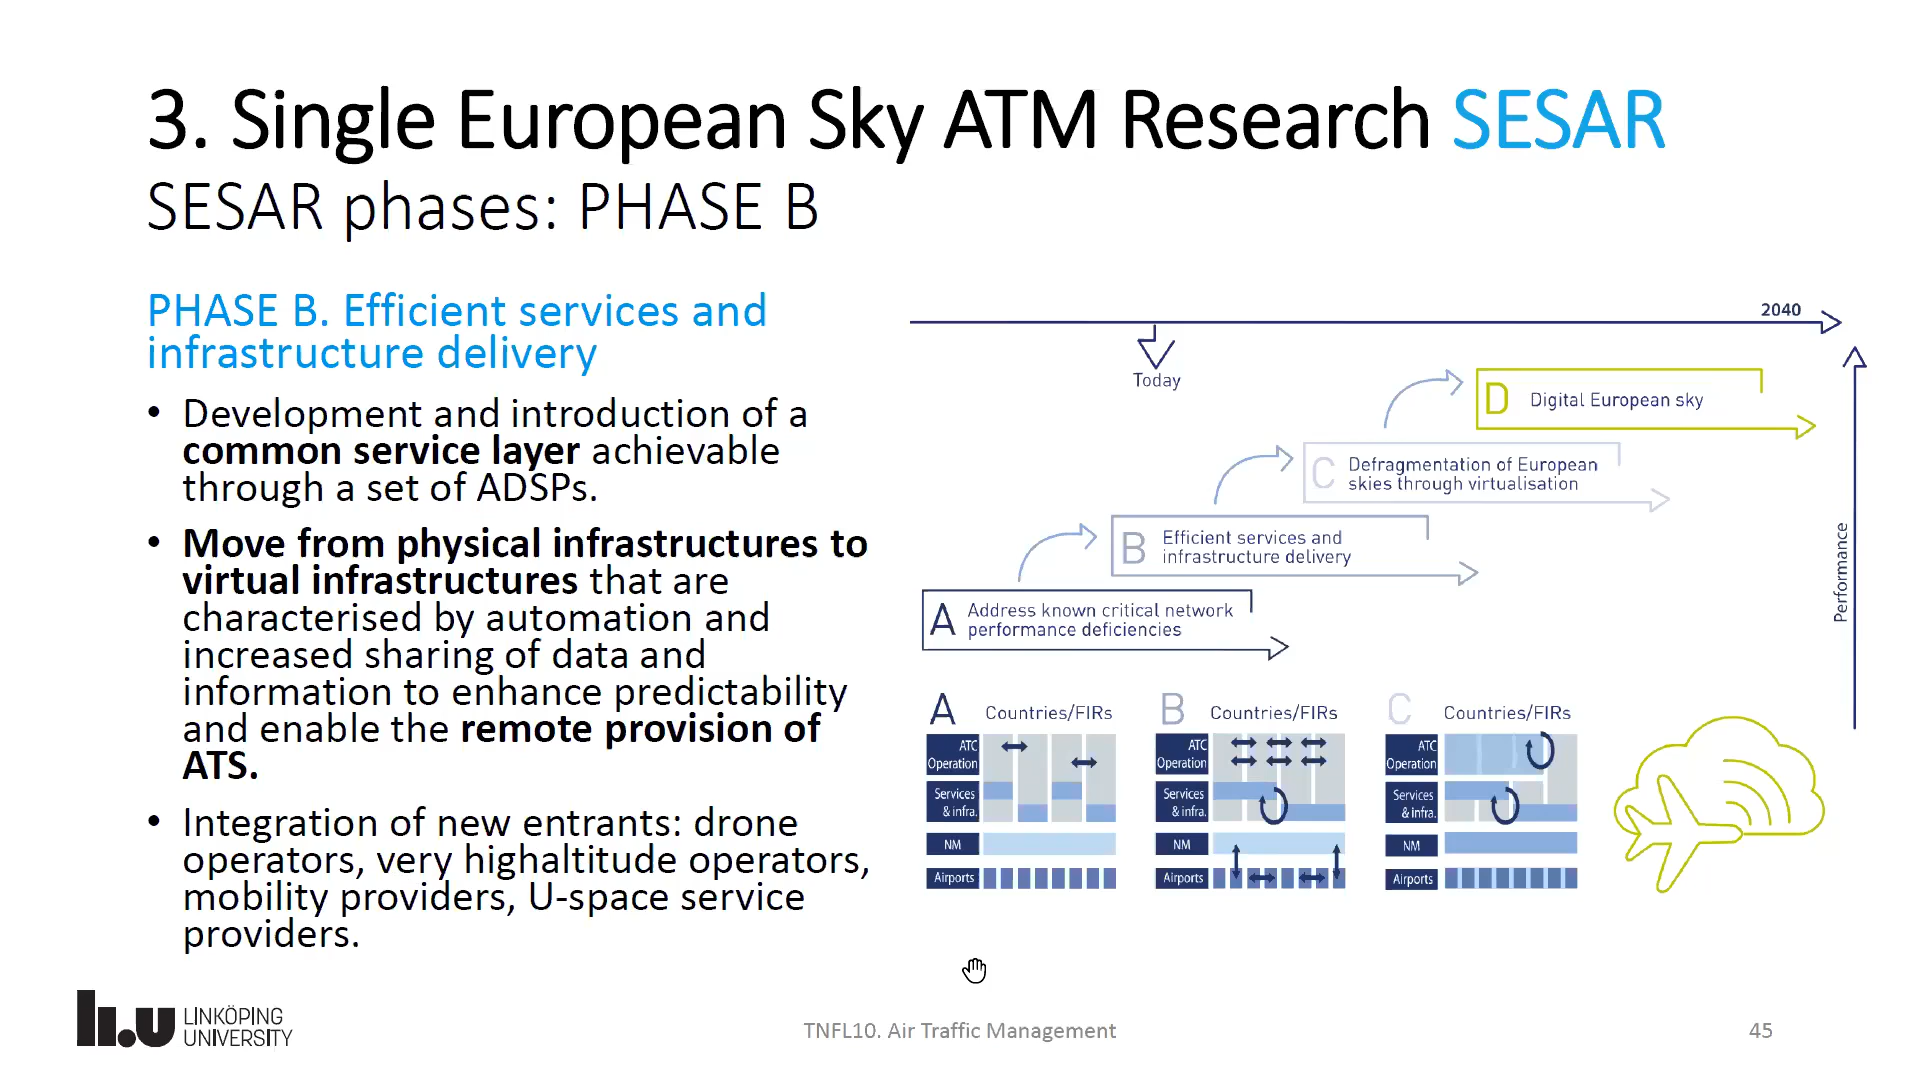 3. Single European Sky ATM Research SESAR
SESAR phases: PHASE B
PHASE B. Efficient services and
infrastructure delivery
• Development and introduction of a
common service layer achievable
through a set of ADSPs.
• Move from physical infrastructures to
virtual infrastructures that are
characterised by automation and
increased sharing of data and
information to enhance predictability
and enable the remote provision of
ATS.
• Integration of new entrants: drone
operators, very highaltitude operators,
mobility providers, U-space service
providers.
2040
Today
D Digital European sky
C Defragmentation of European
skies through virtualisation
B Efficient services and
infrastructure delivery
A Address known critical network
performance deficiencies
Performance
A Countries/FIRs
ATC
Operation
Services
& infra.
NM
Airports
B Countries/FIRs
ATC
Operation
Services
& infra.
NM
Airports
C Countries/FIRs
ATC
Operation
Services
& infra.
NM
Airports
li.u LINKÖPING
UNIVERSITY
TNFL10. Air Traffic Management
45